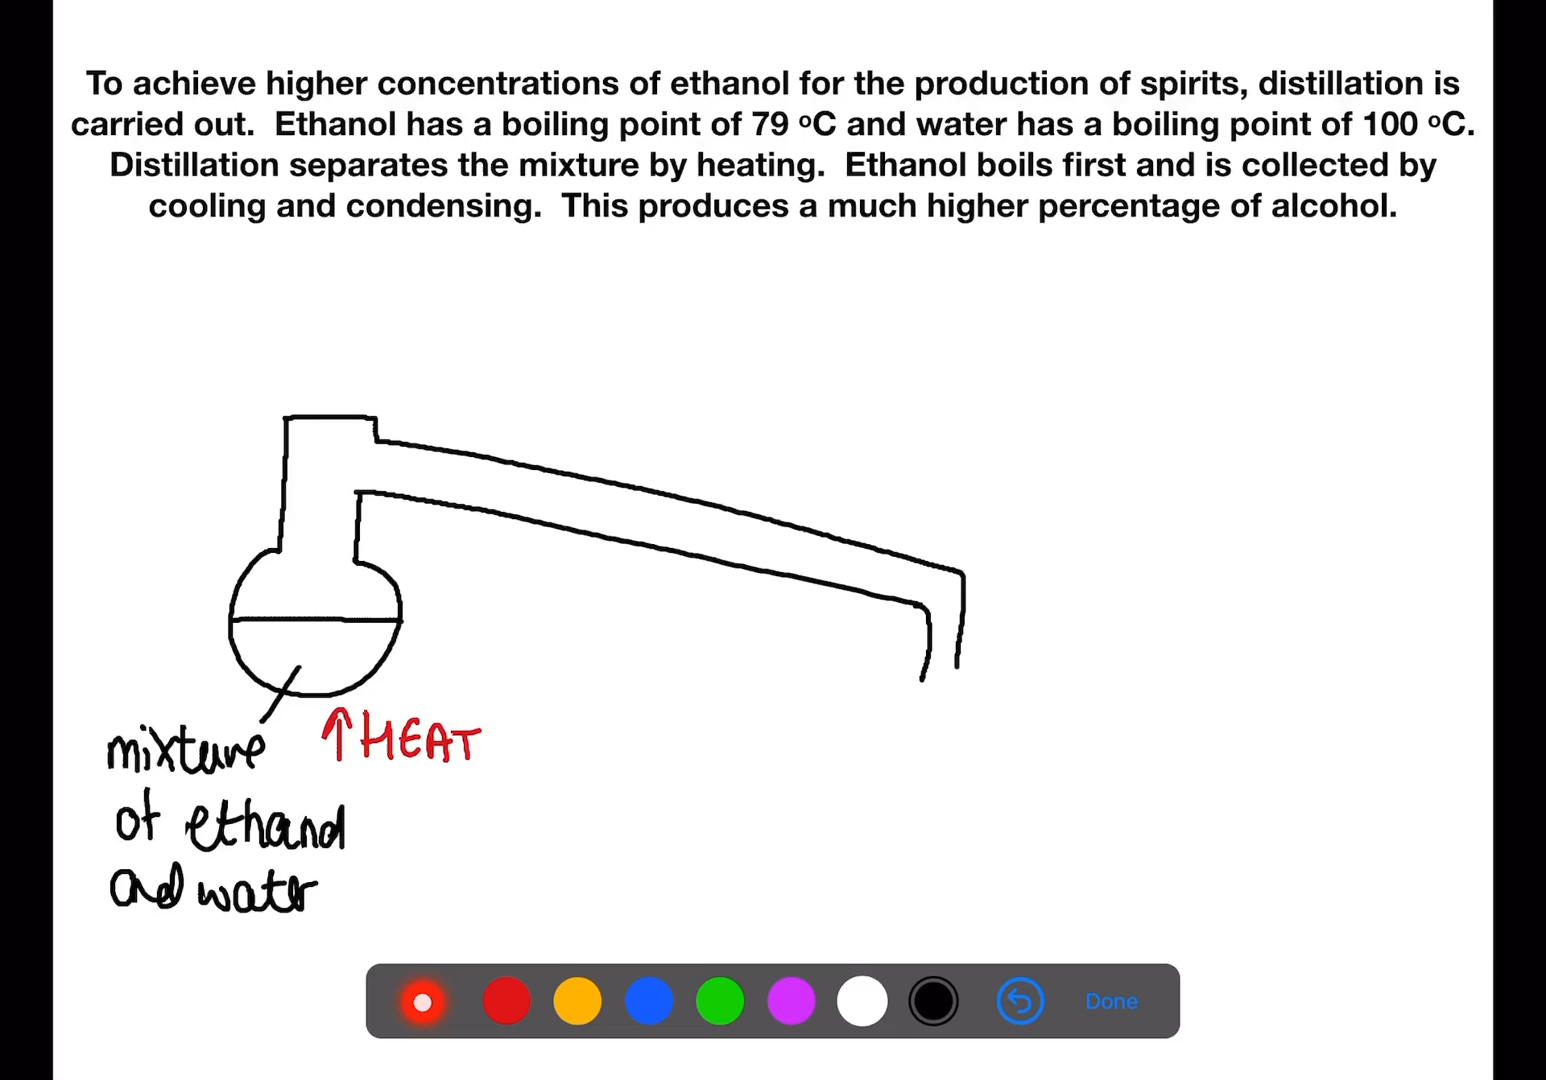 To achieve higher concentrations of ethanol for the production of spirits, distillation is
carried out.  Ethanol has a boiling point of 79 ºC and water has a boiling point of 100 ºC.
Distillation separates the mixture by heating.  Ethanol boils first and is collected by
cooling and condensing.  This produces a much higher percentage of alcohol.
mixture
↑HEAT
of ethanol
and water
Done